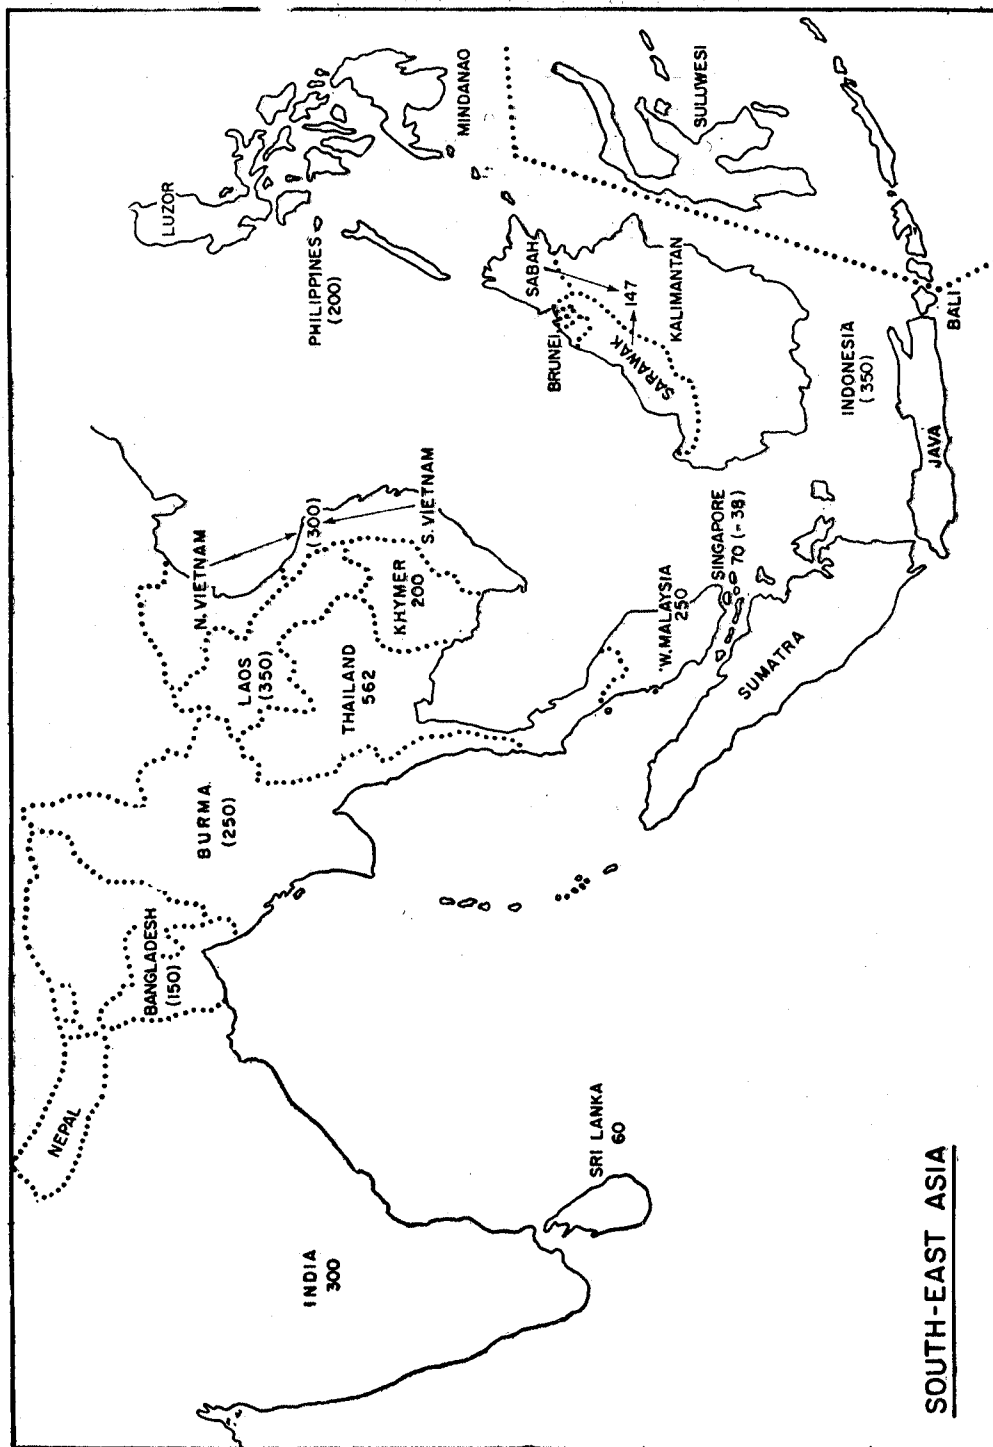 NEPAL
BANGLADESH
(150)
BURMA
(250)
INDIA
300
SRI LANKA
60
N. VIETNAM
(300)
S. VIETNAM
LAOS
(350)
THAILAND
562
KHYMER
200
LUZOR
PHILIPPINES
(200)
MINDANAO
W. MALAYSIA
250
SINGAPORE
70 (-38)
SUMATRA
BRUNEI
SABAH
147
SARAWAK
KALIMANTAN
SULUWESI
INDONESIA
(350)
JAVA
BALI
SOUTH-EAST ASIA